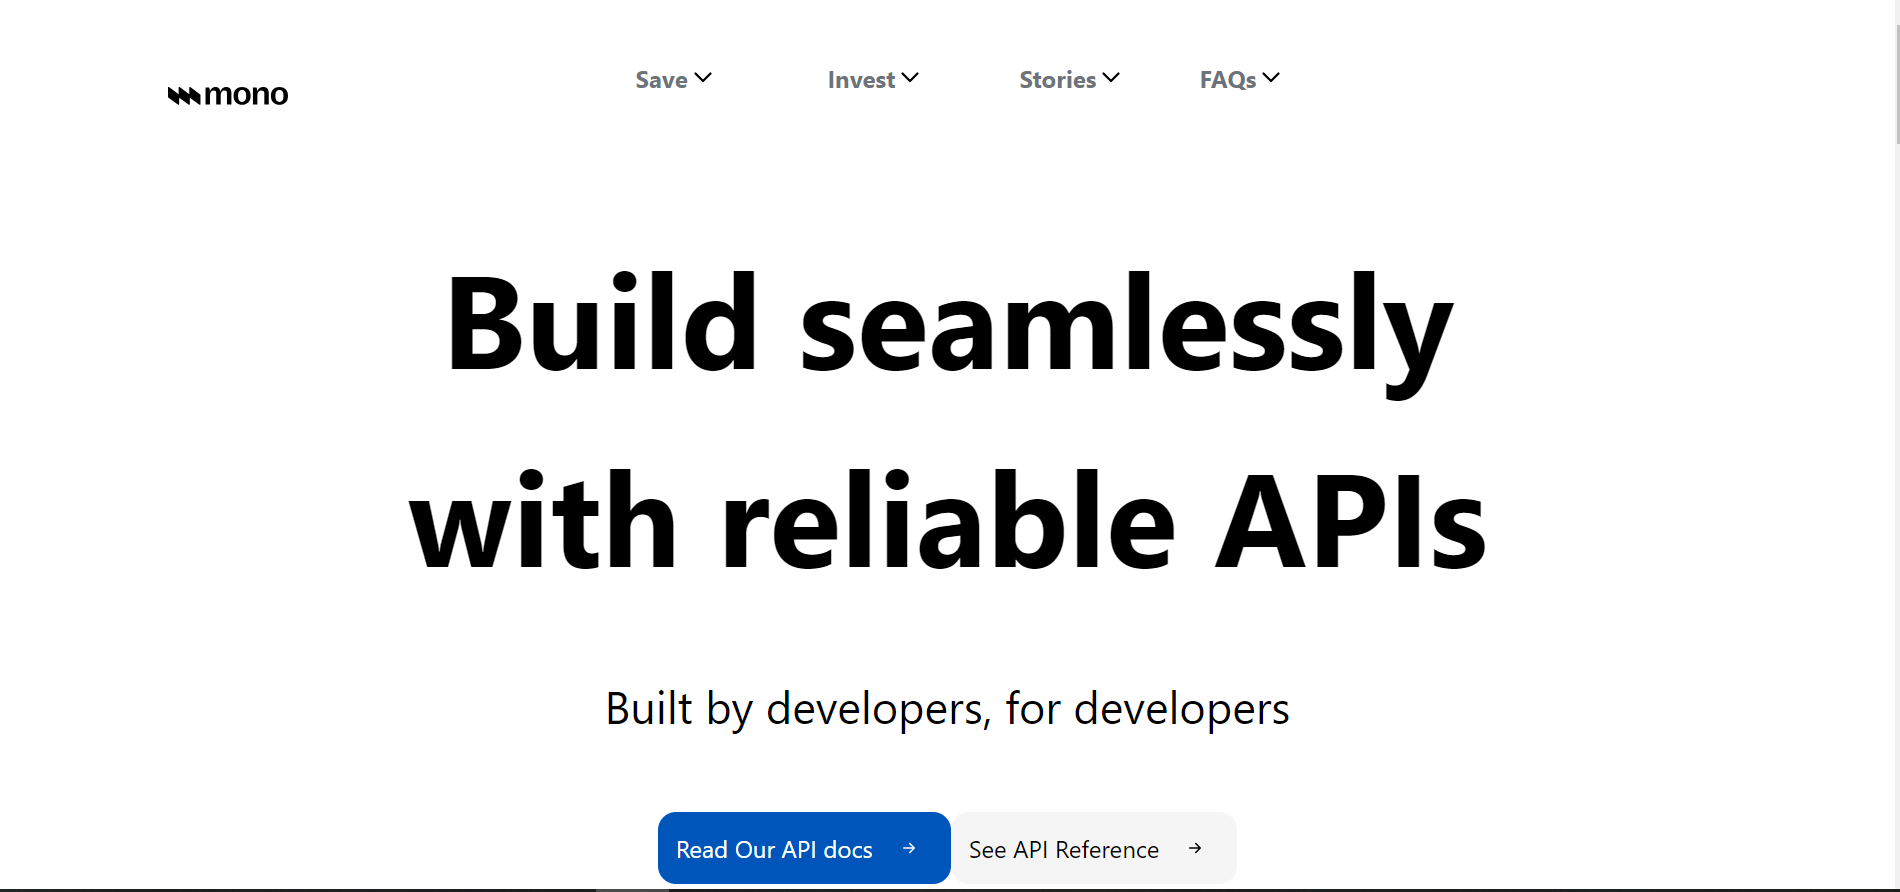 mono
Save
Invest
Stories
FAQs
Build seamlessly
with reliable APIs
Built by developers, for developers
Read Our API docs
See API Reference